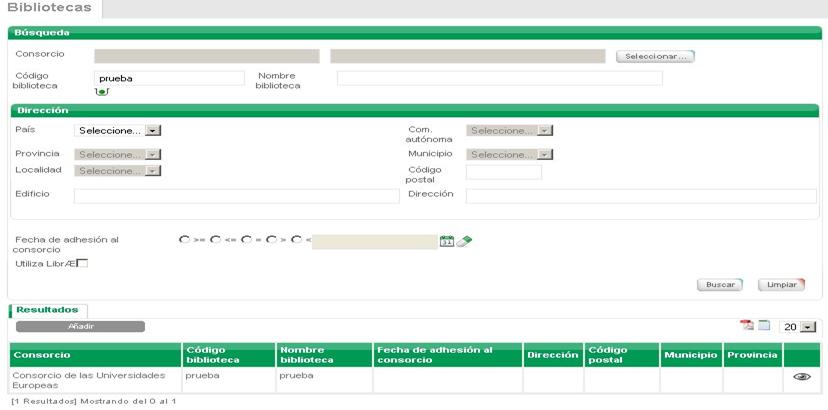 Bibliotecas
Búsqueda
Consorcio Seleccionar...
Código biblioteca prueba Nombre biblioteca
Dirección
País Seleccione... Com. autónoma Seleccione...
Provincia Seleccione... Municipio Seleccione...
Localidad Seleccione... Código postal
Edificio Dirección
Fecha de adhesión al consorcio >= <= = > <
Utiliza LibrÆ
Buscar Limpiar
Resultados
Añadir 20
Consorcio Código biblioteca Nombre biblioteca Fecha de adhesión al consorcio Dirección Código postal Municipio Provincia
Consorcio de las Universidades Europeas prueba prueba
[1 Resultados] Mostrando del 0 al 1